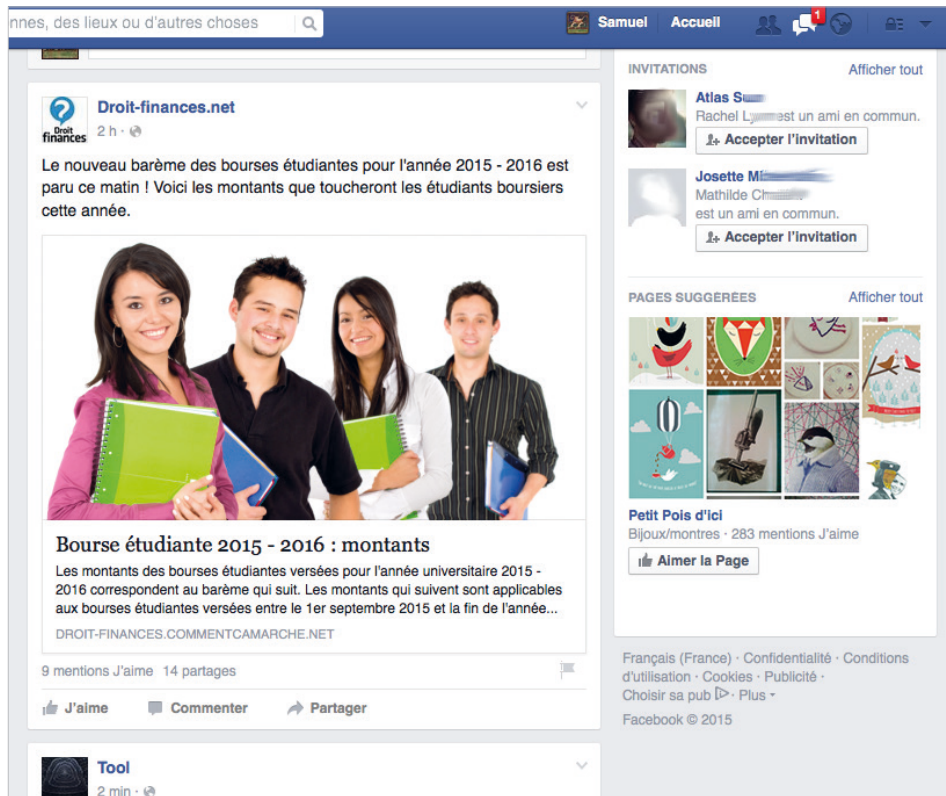 nnes, des lieux ou d'autres choses
Samuel Accueil
1
Droit-finances.net
2 h
Droit
finances
Le nouveau barème des bourses étudiantes pour l'année 2015 - 2016 est
paru ce matin ! Voici les montants que toucheront les étudiants boursiers
cette année.
Bourse étudiante 2015 - 2016 : montants
Les montants des bourses étudiantes versées pour l'année universitaire 2015 -
2016 correspondent au barème qui suit. Les montants qui suivent sont applicables
aux bourses étudiantes versées entre le 1er septembre 2015 et la fin de l'année...
DROIT-FINANCES.COMMENTCAMARCHE.NET
9 mentions J'aime 14 partages
J'aime Commenter Partager
Tool
2 min
INVITATIONS Afficher tout
Atlas
Rachel est un ami en commun.
Accepter l'invitation
Josette
Mathilde
est un ami en commun.
Accepter l'invitation
PAGES SUGGÉRÉES Afficher tout
Petit Pois d'ici
Bijoux/montres · 283 mentions J'aime
Aimer la Page
Français (France) · Confidentialité · Conditions
d'utilisation · Cookies · Publicité ·
Choisir sa pub · Plus
Facebook © 2015